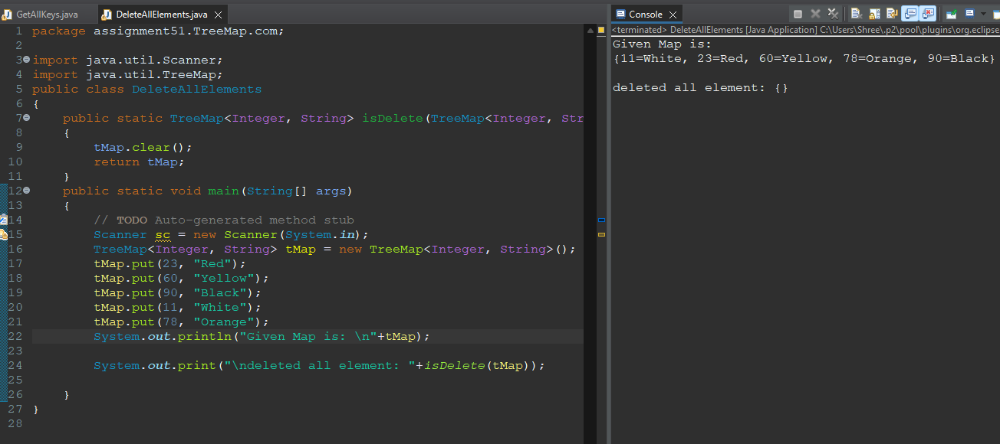 GetAllKeys.java
DeleteAllElements.java
1 package assignment51.TreeMap.com;
2
3 import java.util.Scanner;
4 import java.util.TreeMap;
5 public class DeleteAllElements
6 {
7 public static TreeMap<Integer, String> isDelete(TreeMap<Integer, Str
8 {
9 tMap.clear();
10 return tMap;
11 }
12 public static void main(String[] args)
13 {
14 // TODO Auto-generated method stub
15 Scanner sc = new Scanner(System.in);
16 TreeMap<Integer, String> tMap = new TreeMap<Integer, String>();
17 tMap.put(23, "Red");
18 tMap.put(60, "Yellow");
19 tMap.put(90, "Black");
20 tMap.put(11, "White");
21 tMap.put(78, "Orange");
22 System.out.println("Given Map is: \n"+tMap);
23
24 System.out.print("\ndeleted all element: "+isDelete(tMap));
25
26 }
27 }
28
Console
<terminated> DeleteAllElements [Java Application] C:\Users\Shree\.p2\pool\plugins\org.eclipse
Given Map is:
{11=White, 23=Red, 60=Yellow, 78=Orange, 90=Black}
deleted all element: {}